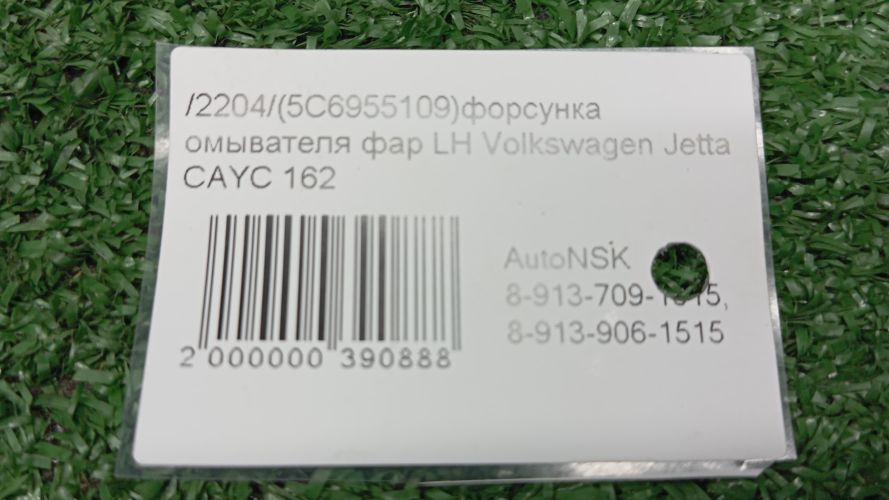 /2204/(5C6955109)форсунка
омывателя фар LH Volkswagen Jetta
CAYC 162
AutoNSK
8-913-906-1515
2 000000 390888